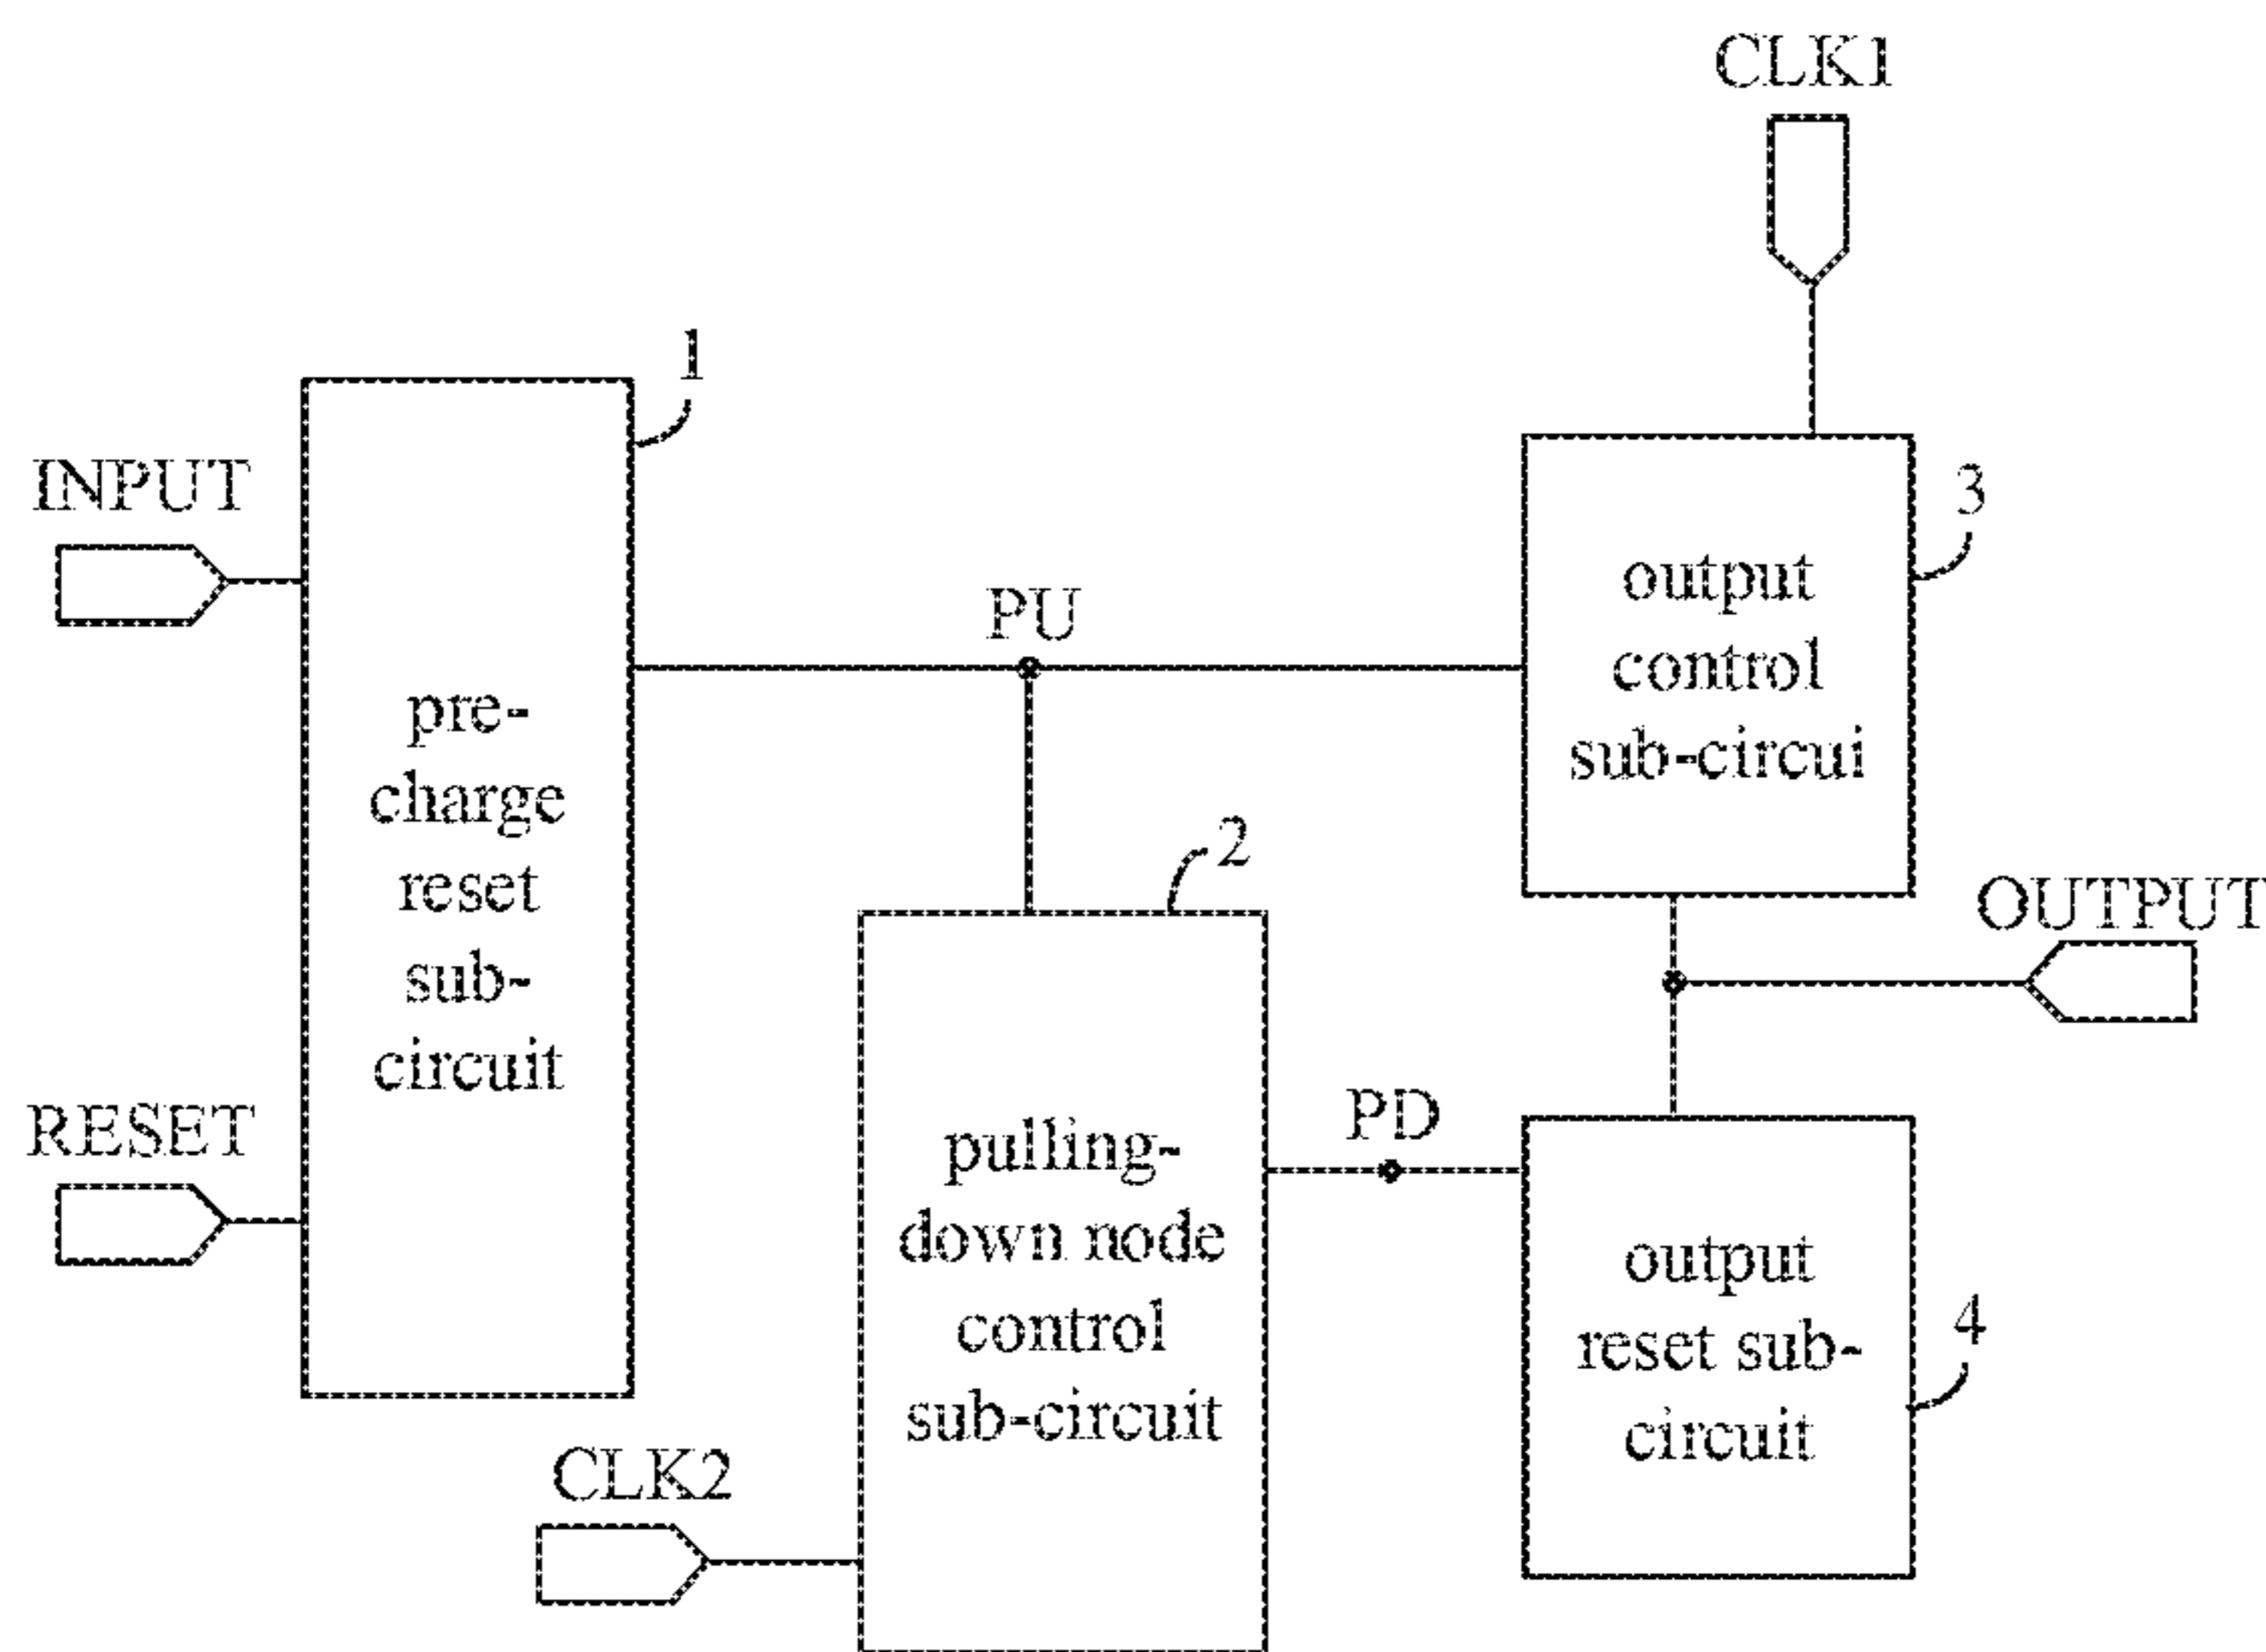 CLK1
1
INPUT
3
output
control
sub-circui
PU
pre-
charge
reset
sub-
circuit
2
OUTPUT
RESET
PD
pulling-
down node
control
sub-circuit
output
reset sub-
circuit
4
CLK2